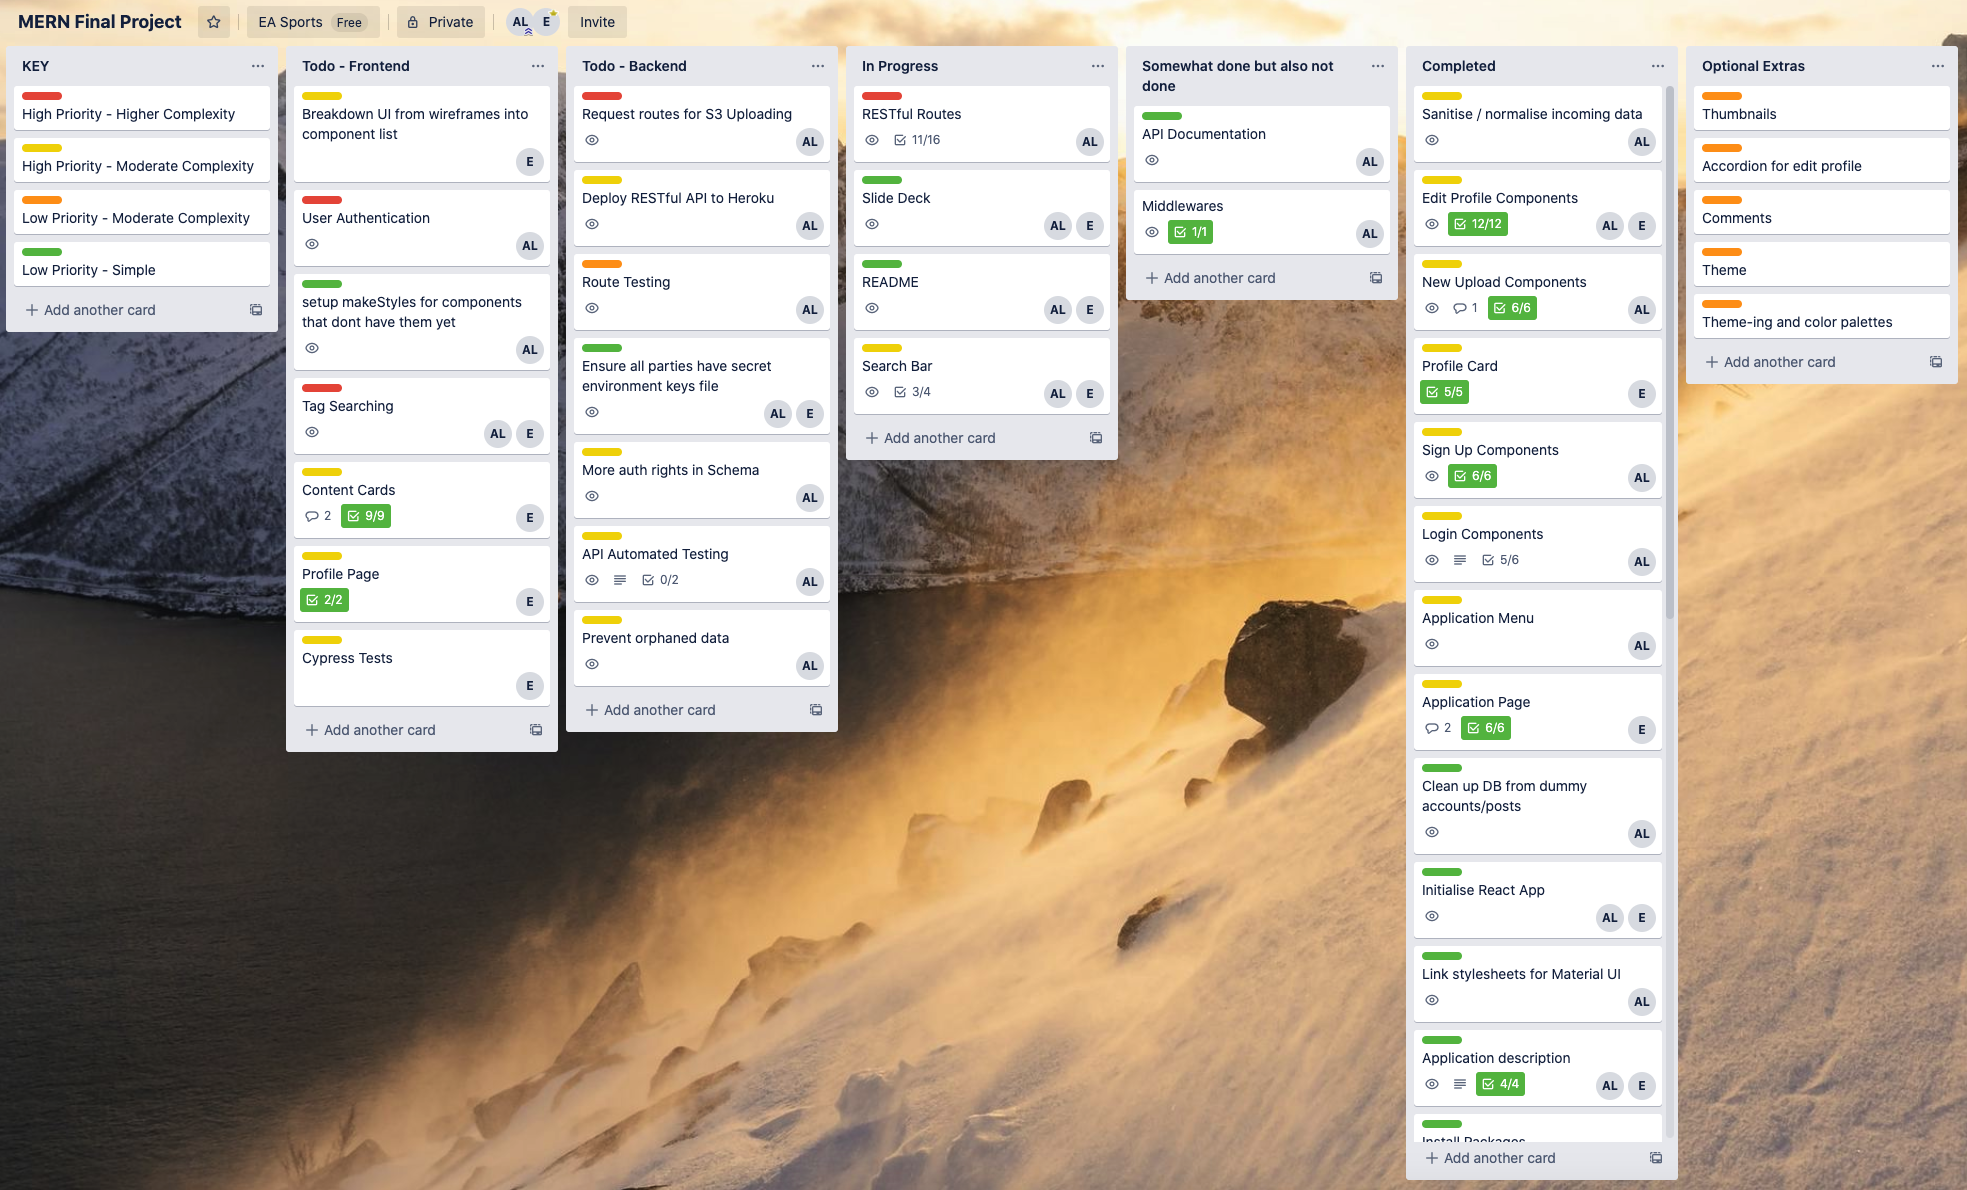 MERN Final Project
EA Sports Free
Private
AL E
Invite
KEY
High Priority - Higher Complexity
High Priority - Moderate Complexity
Low Priority - Moderate Complexity
Low Priority - Simple
Add another card
Todo - Frontend
Breakdown UI from wireframes into
component list
E
User Authentication
AL
setup makeStyles for components
that dont have them yet
AL
Tag Searching
AL E
Content Cards
2 9/9 E
Profile Page
2/2 E
Cypress Tests
E
Add another card
Todo - Backend
Request routes for S3 Uploading
AL
Deploy RESTful API to Heroku
AL
Route Testing
AL
Ensure all parties have secret
environment keys file
AL E
More auth rights in Schema
AL
API Automated Testing
0/2 AL
Prevent orphaned data
AL
Add another card
In Progress
RESTful Routes
11/16 AL
Slide Deck
AL E
README
AL E
Search Bar
3/4 AL E
Add another card
Somewhat done but also not
done
API Documentation
AL
Middlewares
1/1 AL
Add another card
Completed
Sanitise / normalise incoming data
AL
Edit Profile Components
12/12 AL E
New Upload Components
1 6/6 AL
Profile Card
5/5 E
Sign Up Components
6/6 AL
Login Components
5/6 AL
Application Menu
AL
Application Page
2 6/6 E
Clean up DB from dummy
accounts/posts
AL
Initialise React App
AL E
Link stylesheets for Material UI
AL
Application description
4/4 AL E
Install Packages
Add another card
Optional Extras
Thumbnails
Accordion for edit profile
Comments
Theme
Theme-ing and color palettes
Add another card